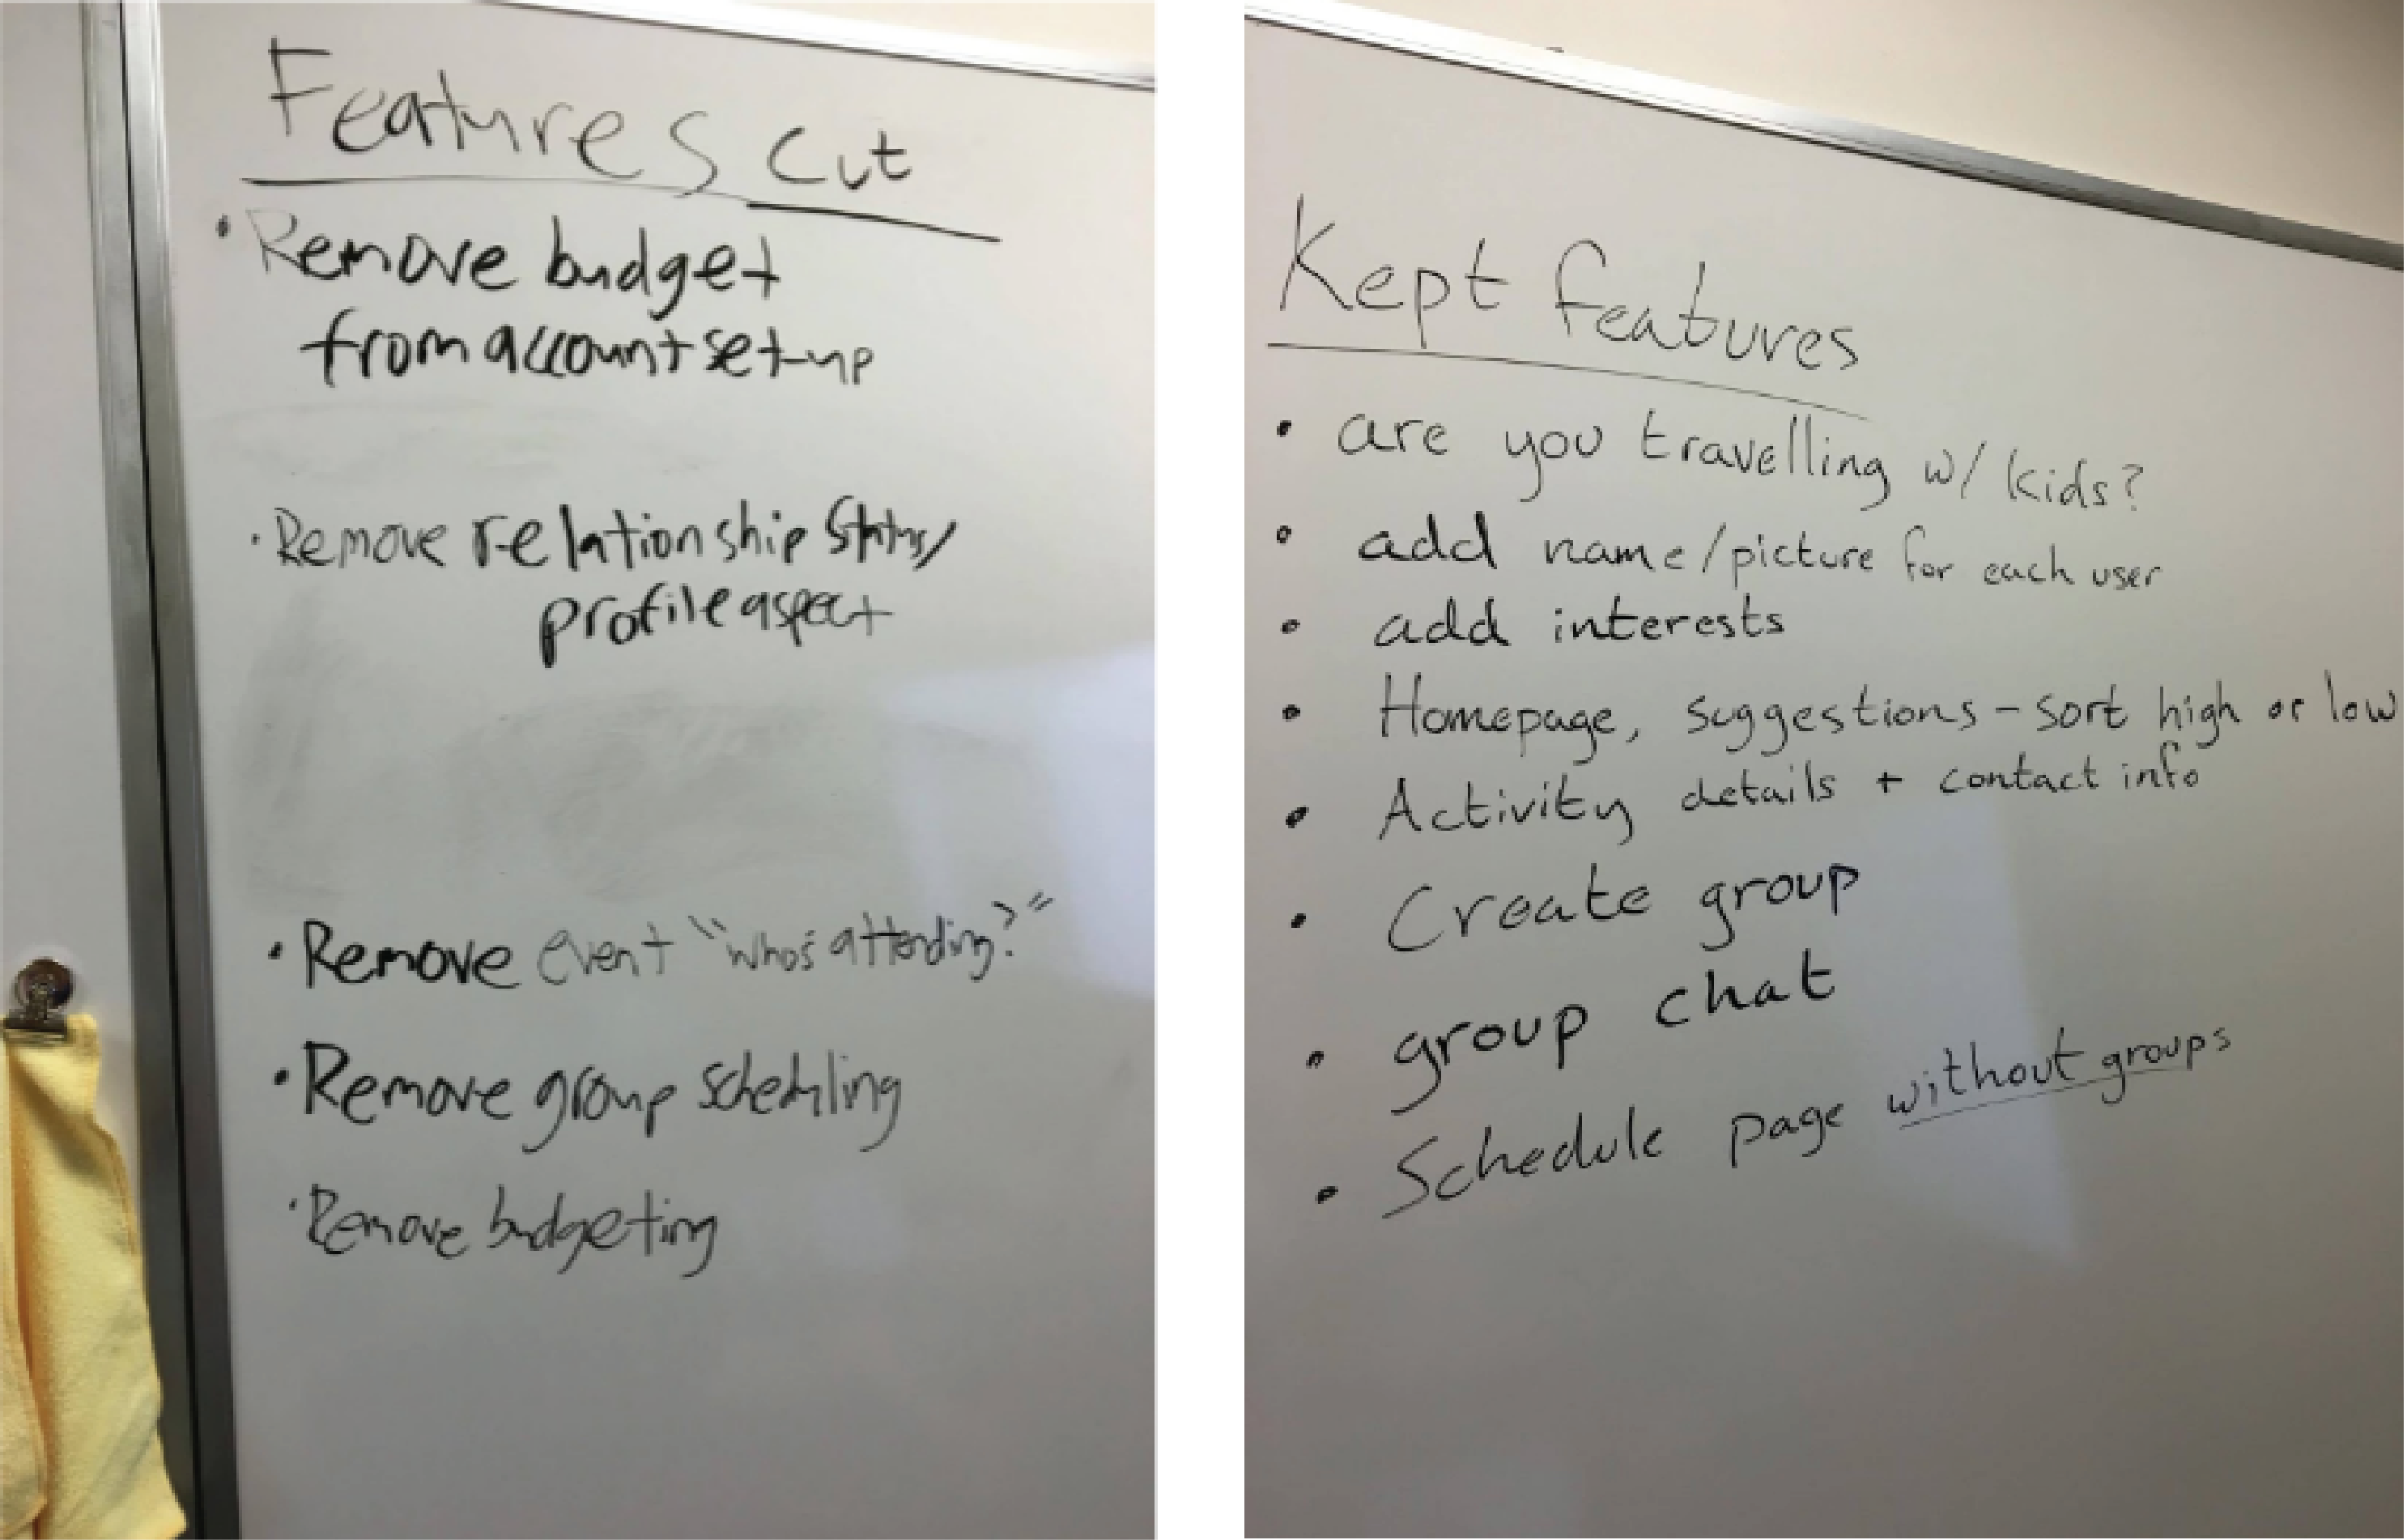 Features Cut
• Remove budget
from account set-up
• Remove relationship Status/
profile aspect
• Remove event "who's attending?"
• Remove group scheduling
• Remove budgeting
Kept features
• are you travelling w/ kids?
• add name/picture for each user
• add interests
• Homepage, suggestions - sort high or low
• Activity details + contact info
• Create group
• group chat
• Schedule page without groups